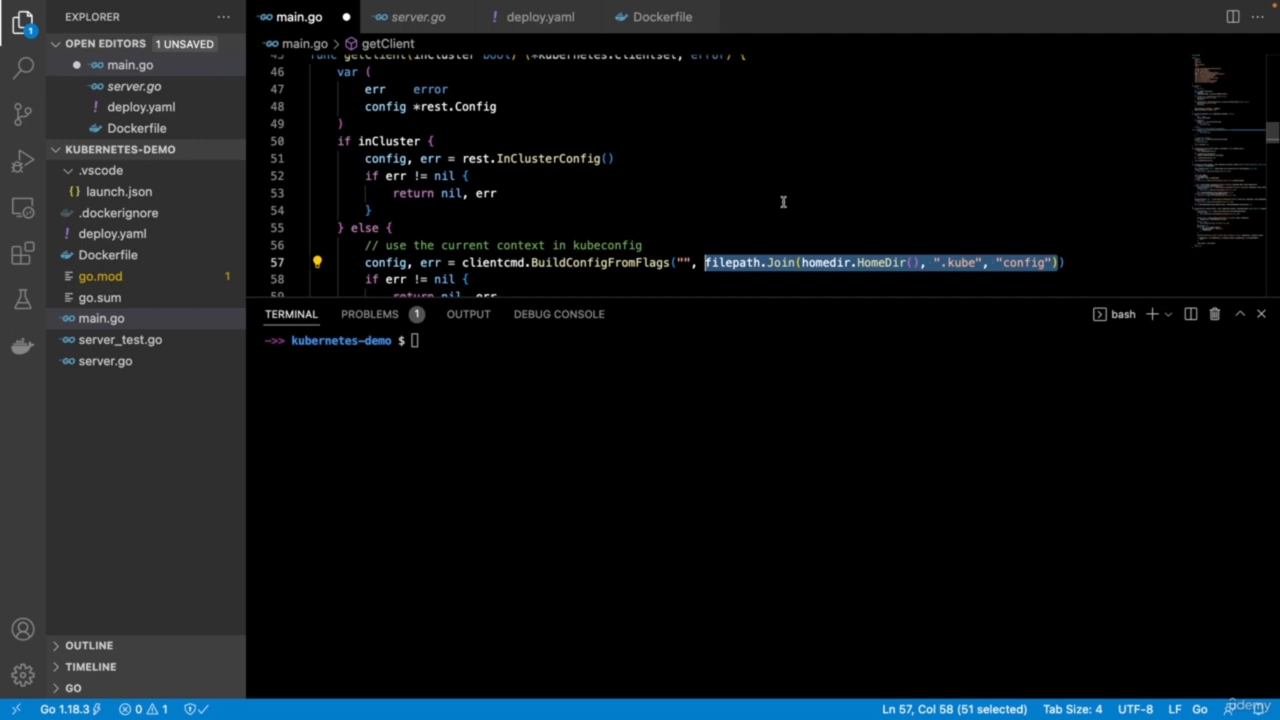 EXPLORER
OPEN EDITORS 1 UNSAVED
main.go
server.go
deploy.yaml
Dockerfile
KUBERNETES-DEMO
.vscode
launch.json
.dockerignore
deploy.yaml
Dockerfile
go.mod 1
go.sum
main.go
server_test.go
server.go
OUTLINE
TIMELINE
GO
1
main.go server.go deploy.yaml Dockerfile
main.go > getClient
45 func getClient(inCluster bool) (*kubernetes.Clientset, error) {
46 var (
47 err error
48 config *rest.Config
49 )
50 if inCluster {
51 config, err = rest.InClusterConfig()
52 if err != nil {
53 return nil, err
54 }
55 } else {
56 // use the current context in kubeconfig
57 config, err = clientcmd.BuildConfigFromFlags("", filepath.Join(homedir.HomeDir(), ".kube", "config"))
58 if err != nil {
59 return nil, err
TERMINAL PROBLEMS 1 OUTPUT DEBUG CONSOLE bash
->> kubernetes-demo $
Go 1.18.3 0 1 Ln 57, Col 58 (51 selected) Tab Size: 4 UTF-8 LF Go
udemy